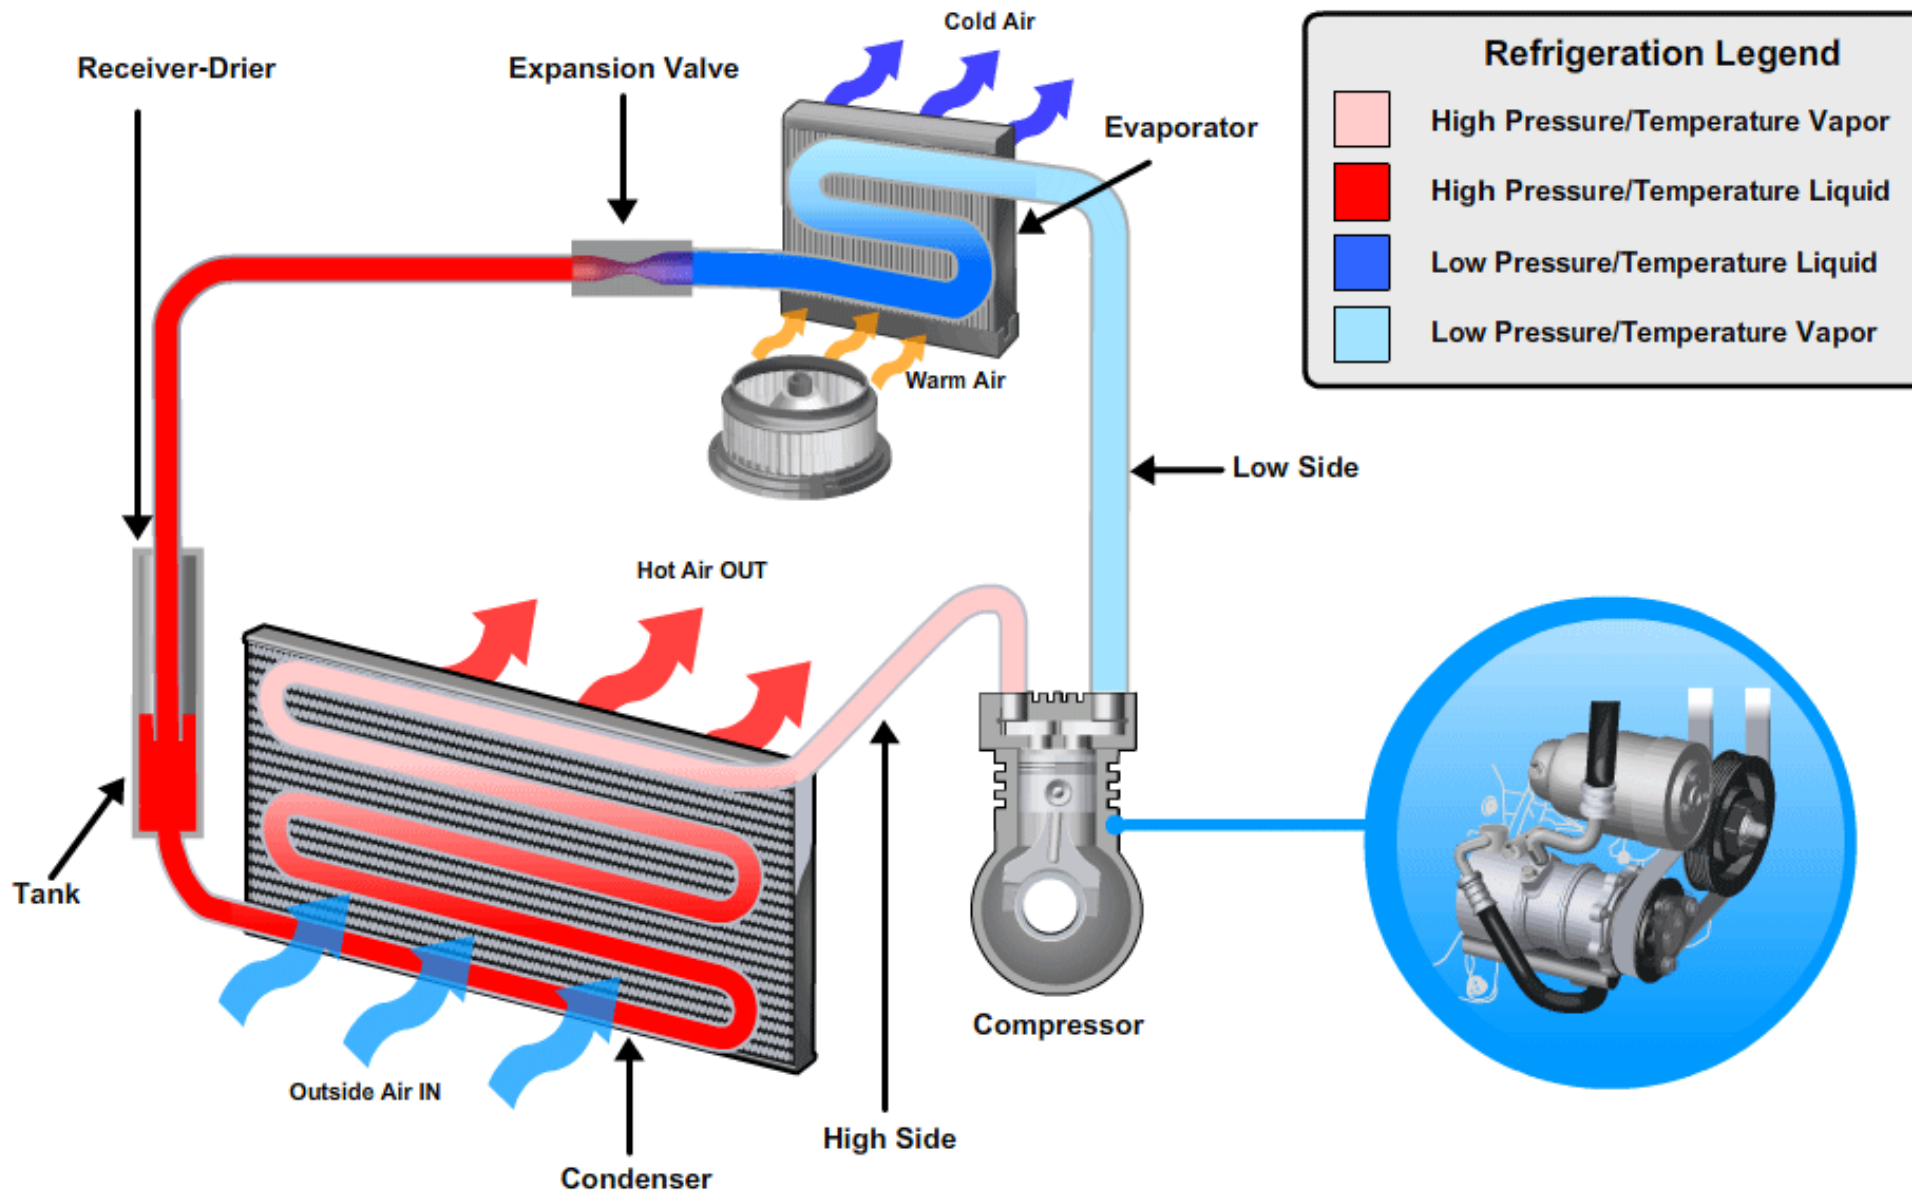 Cold Air
Receiver-Drier
Expansion Valve
Evaporator
Refrigeration Legend
High Pressure/Temperature Vapor
High Pressure/Temperature Liquid
Low Pressure/Temperature Liquid
Low Pressure/Temperature Vapor
Warm Air
Low Side
Hot Air OUT
Tank
Compressor
Outside Air IN
High Side
Condenser